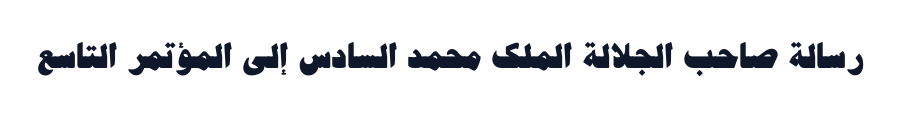 رسالة صاحب الجلالة الملك محمد السادس إلى المؤتمر التاسع